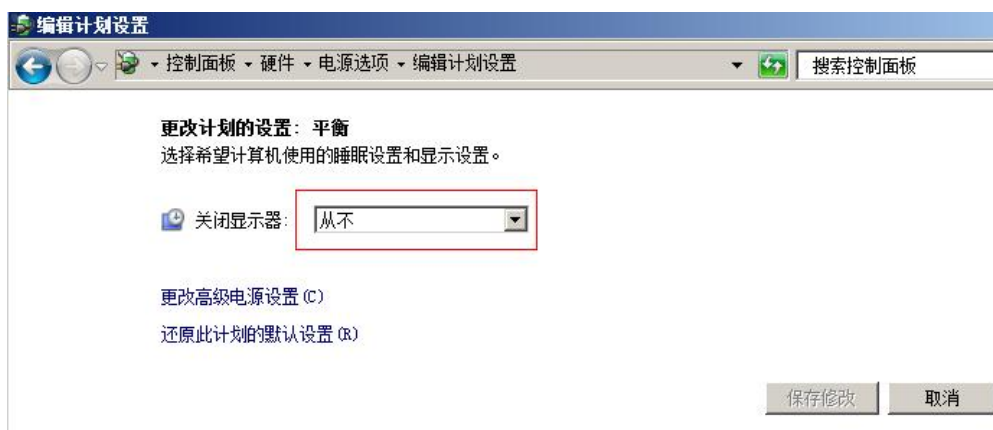 编辑计划设置
控制面板 硬件 电源选项 编辑计划设置 搜索控制面板
更改计划的设置: 平衡
选择希望计算机使用的睡眠设置和显示设置。
关闭显示器: 从不
更改高级电源设置(C)
还原此计划的默认设置(R)
保存修改 取消